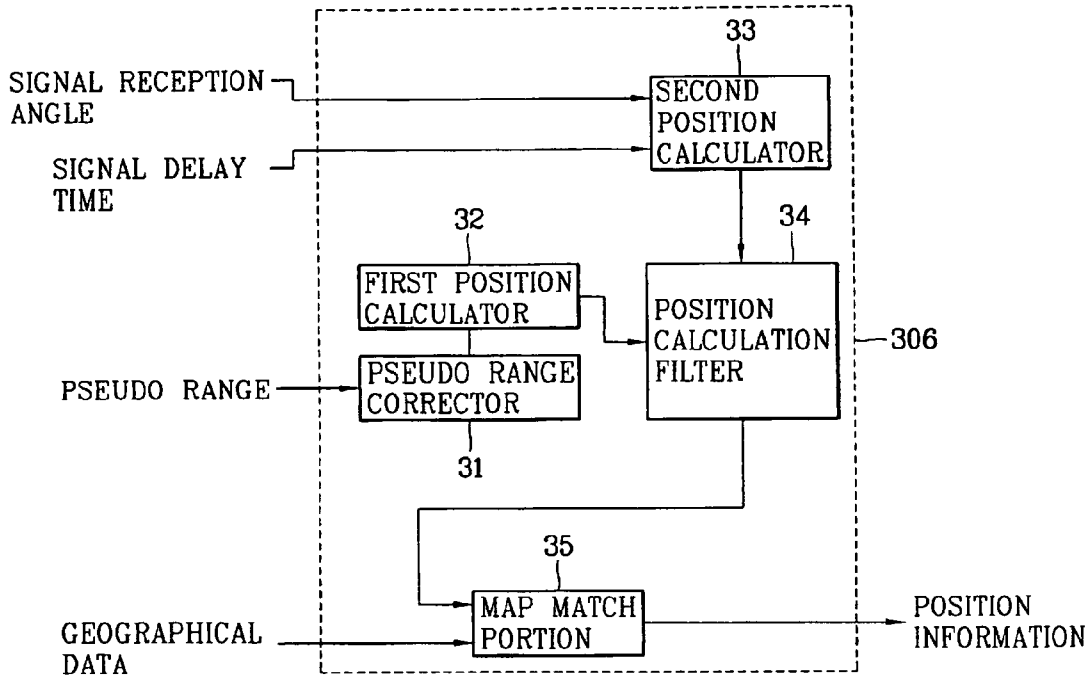 33
SIGNAL RECEPTION
ANGLE
SECOND
POSITION
CALCULATOR
SIGNAL DELAY
TIME
32
34
FIRST POSITION
CALCULATOR
POSITION
CALCULATION
FILTER
306
PSEUDO RANGE
PSEUDO RANGE
CORRECTOR
31
35
MAP MATCH
PORTION
GEOGRAPHICAL
DATA
POSITION
INFORMATION